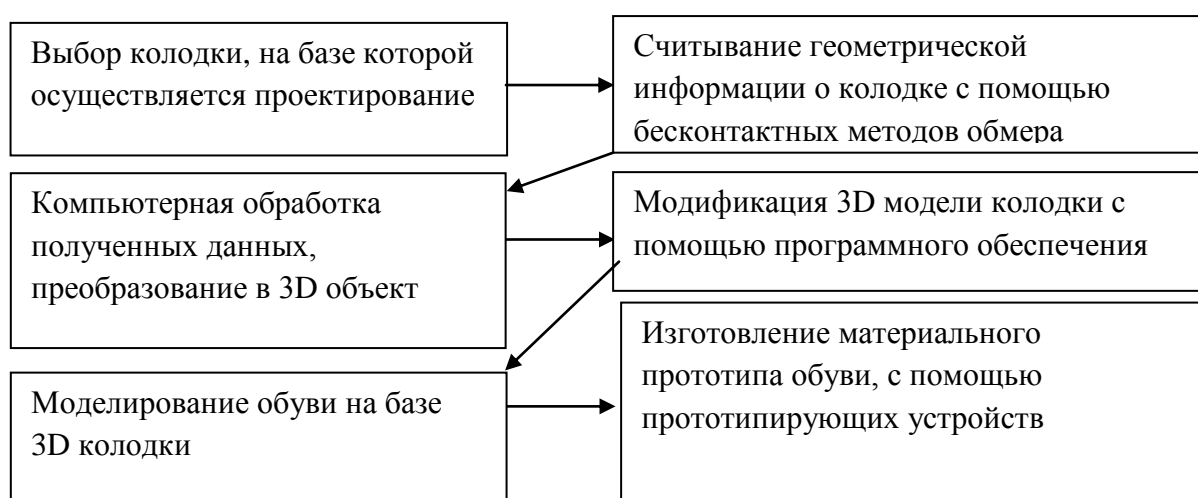 Выбор колодки, на базе которой
осуществляется проектирование
Считывание геометрической
информации о колодке с помощью
бесконтактных методов обмера
Компьютерная обработка
полученных данных,
преобразование в 3D объект
Модификация 3D модели колодки с
помощью программного обеспечения
Моделирование обуви на базе
3D колодки
Изготовление материального
прототипа обуви, с помощью
прототипирующих устройств